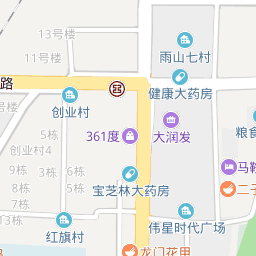 13号楼
11号楼
雨山七村
路
号楼
创业村
健康大药房
5栋
361度
大润发
粮食
创业村4
9栋
7栋
8栋
5栋
马鞍
宝芝林大药房
二子
13栋
6栋
红旗村
伟星时代广场
龙门花甲